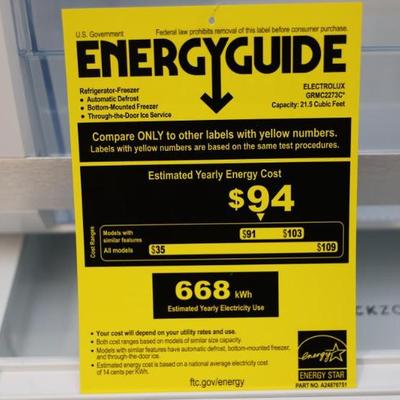 U.S. Government Federal law prohibits removal of this label before consumer purchase.
ENERGYGUIDE
Refrigerator-Freezer
• Automatic Defrost
• Bottom-Mounted Freezer
• Through-the-Door Ice Service
ELECTROLUX
GRMC2273C*
Capacity: 21.5 Cubic Feet
Compare ONLY to other labels with yellow numbers.
Labels with yellow numbers are based on the same test procedures.
Estimated Yearly Energy Cost
$94
Cost Ranges
Models with
similar features
$91 $103
All models
$35 $109
668 kWh
Estimated Yearly Electricity Use
• Your cost will depend on your utility rates and use.
• Both cost ranges based on models of similar size capacity.
• Models with similar features have automatic defrost, bottom-mounted freezer,
and through-the-door ice.
• Estimated energy cost is based on a national average electricity cost
of 14 cents per KWh.
ftc.gov/energy
energy
ENERGY STAR
PART NO. A24876751